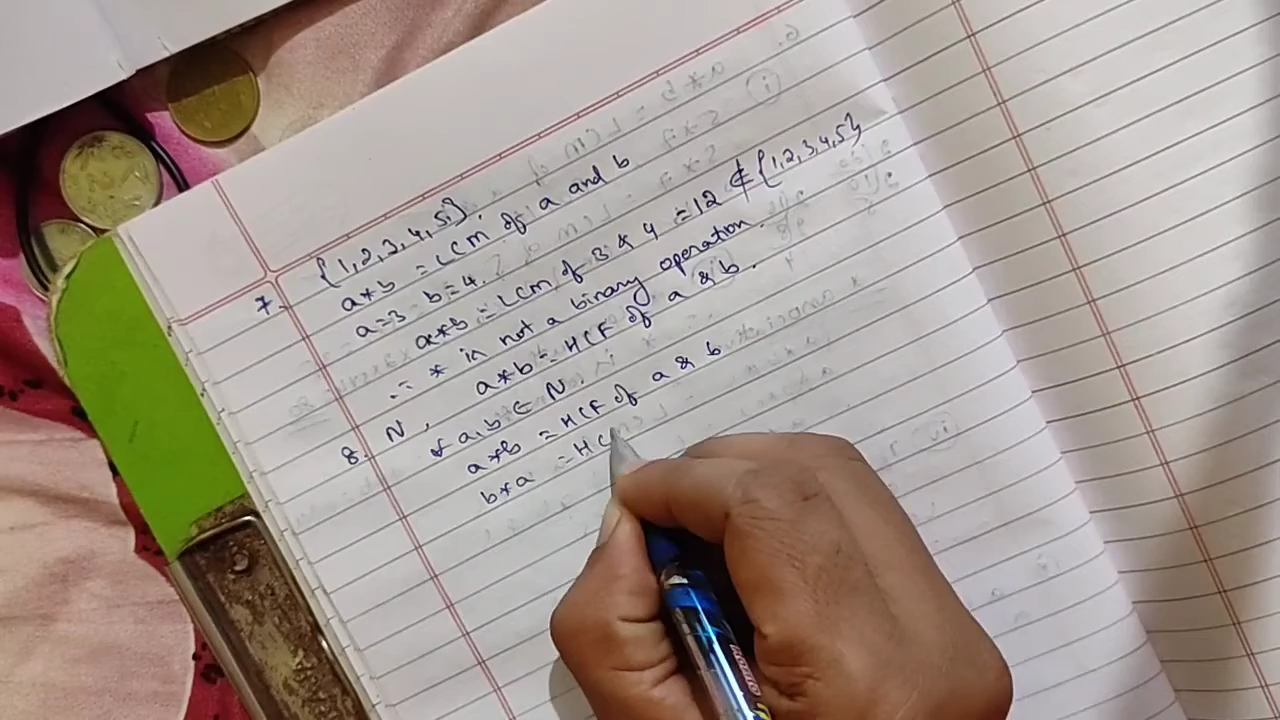 7. {1,2,3,4,5}.
a*b = LCM of a and b
a=3 b=4.
a*b = LCM of 3 & 4 = 12 ∉ {1,2,3,4,5}
∴ * is not a binary operation.
8. N, a*b = HCF of a & b.
a,b ∈ N.
a*b = HCF of a & b
b*a = HC